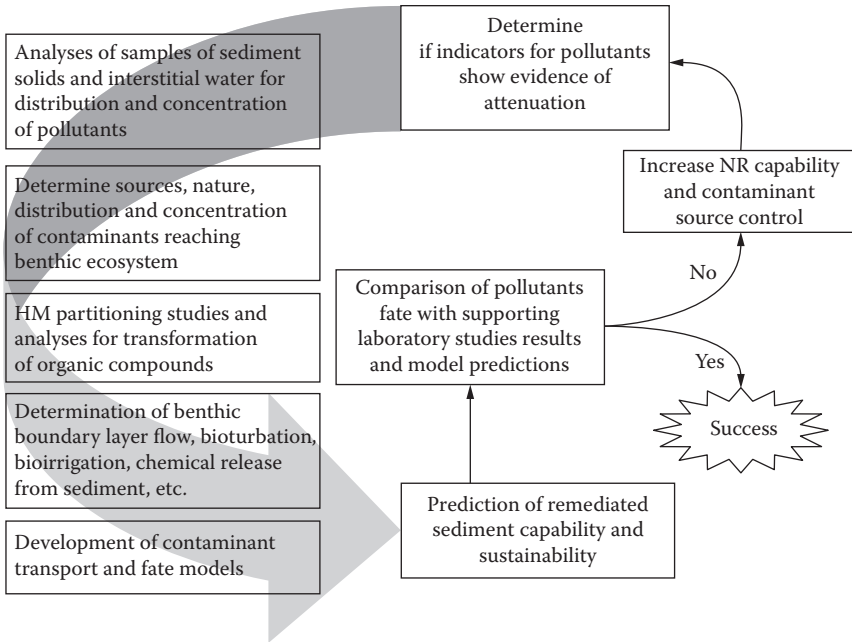 Determine
if indicators for pollutants
show evidence of
attenuation
Analyses of samples of sediment
solids and interstitial water for
distribution and concentration
of pollutants
Determine sources, nature,
distribution and concentration
of contaminants reaching
benthic ecosystem
HM partitioning studies and
analyses for transformation
of organic compounds
Determination of benthic
boundary layer flow, bioturbation,
bioirrigation, chemical release
from sediment, etc.
Development of contaminant
transport and fate models
Prediction of remediated
sediment capability and
sustainability
Comparison of pollutants
fate with supporting
laboratory studies results
and model predictions
No
Yes
Increase NR capability
and contaminant
source control
Success